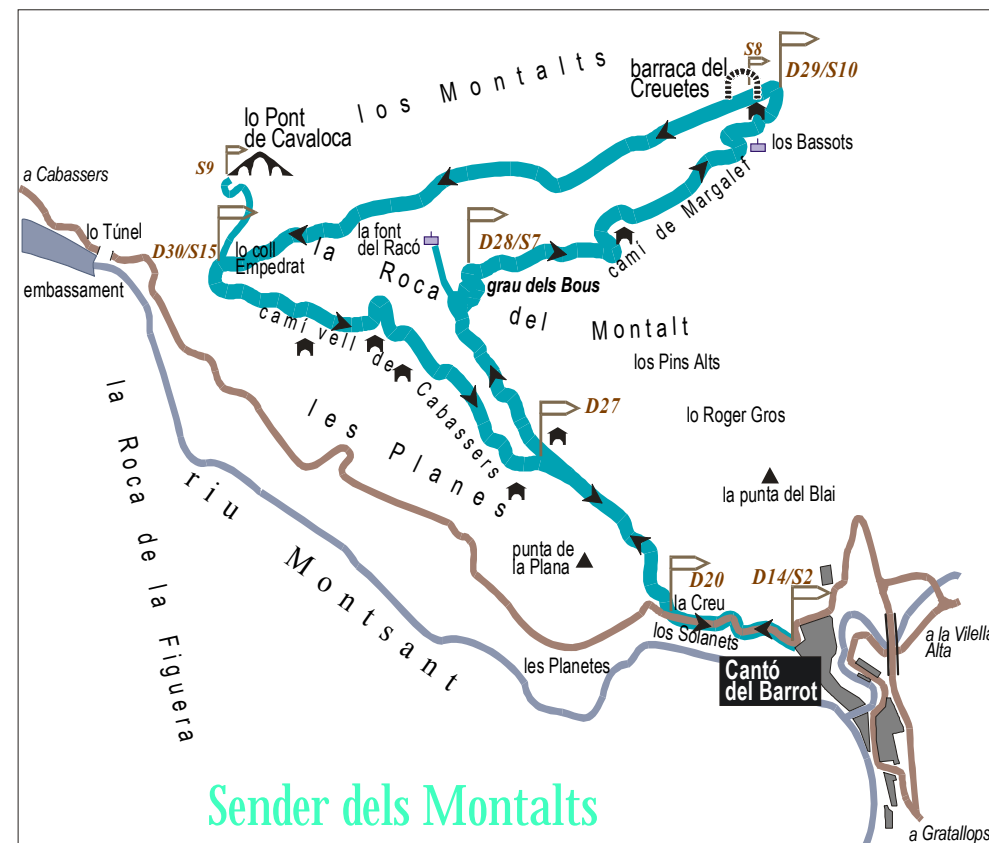 los Montalts
S8
barraca del
Creuetes
D29/S10
lo Pont
de Cavaloca
los Bassots
S9
a Cabassers
lo Túnel
D30/S15
lo coll
Empedrat
la font
del Racó
D28/S7
camí de Margalef
embassament
grau dels Bous
la Roca del Montalt
camí vell de Cabassers
los Pins Alts
les Planes
D27
lo Roger Gros
la punta del Blai
la Roca de la Figuera
riu Montsant
punta de
la Plana
D20
D14/S2
la Creu
los Solanets
a la Vilella
Alta
les Planetes
Cantó
del Barrot
Sender dels Montalts
a Gratallops